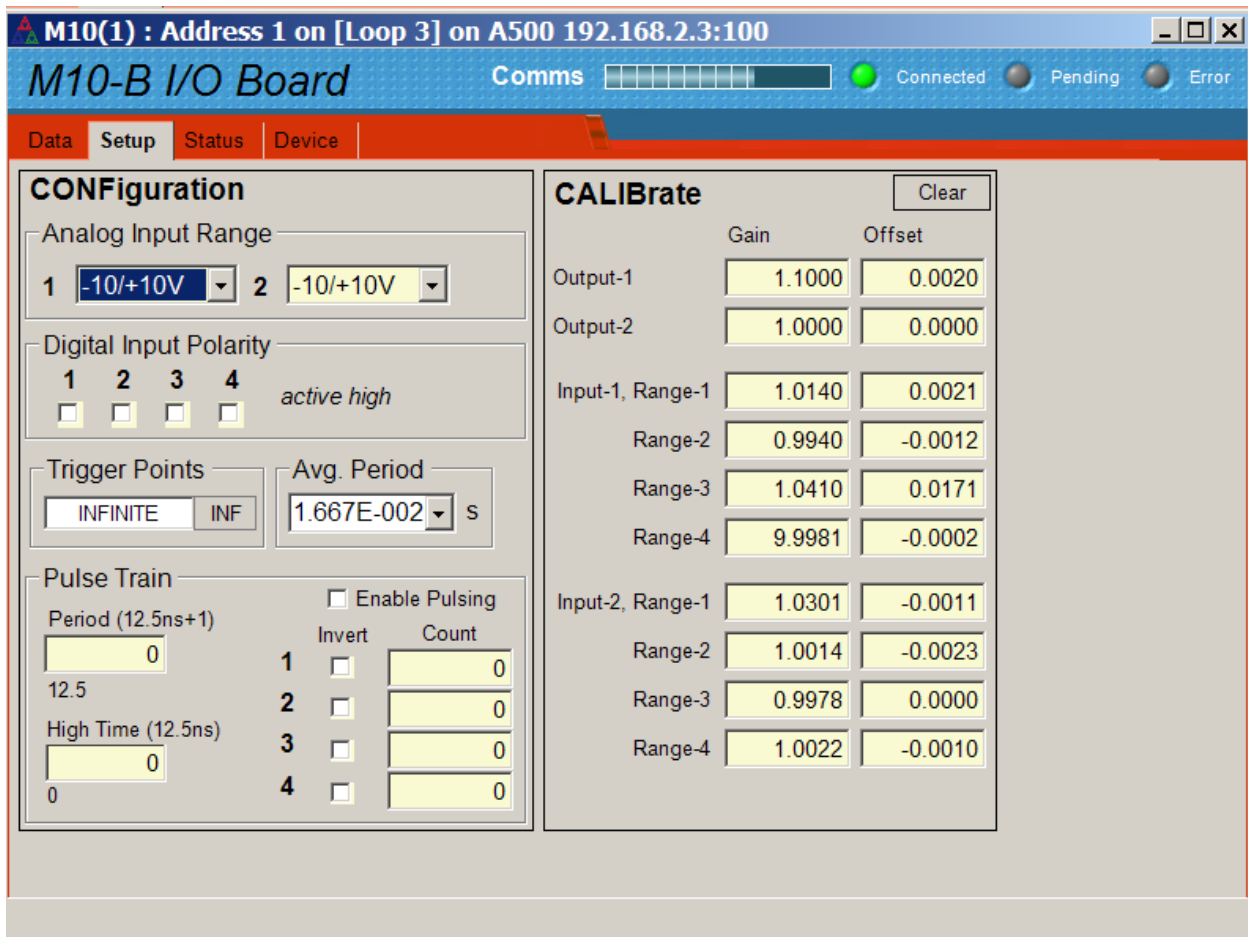 M10(1) : Address 1 on [Loop 3] on A500 192.168.2.3:100
M10-B I/O Board
Comms
Connected
Pending
Error
Data Setup Status Device
CONFiguration
Analog Input Range
1 -10/+10V 2 -10/+10V
Digital Input Polarity
1 2 3 4
active high
Trigger Points
INFINITE INF
Avg. Period
1.667E-002 S
Pulse Train
Enable Pulsing
Period (12.5ns+1)
0
12.5
High Time (12.5ns)
0
0
Invert Count
1 0
2 0
3 0
4 0
CALIBrate
Clear
Gain Offset
Output-1 1.1000 0.0020
Output-2 1.0000 0.0000
Input-1, Range-1 1.0140 0.0021
Range-2 0.9940 -0.0012
Range-3 1.0410 0.0171
Range-4 9.9981 -0.0002
Input-2, Range-1 1.0301 -0.0011
Range-2 1.0014 -0.0023
Range-3 0.9978 0.0000
Range-4 1.0022 -0.0010